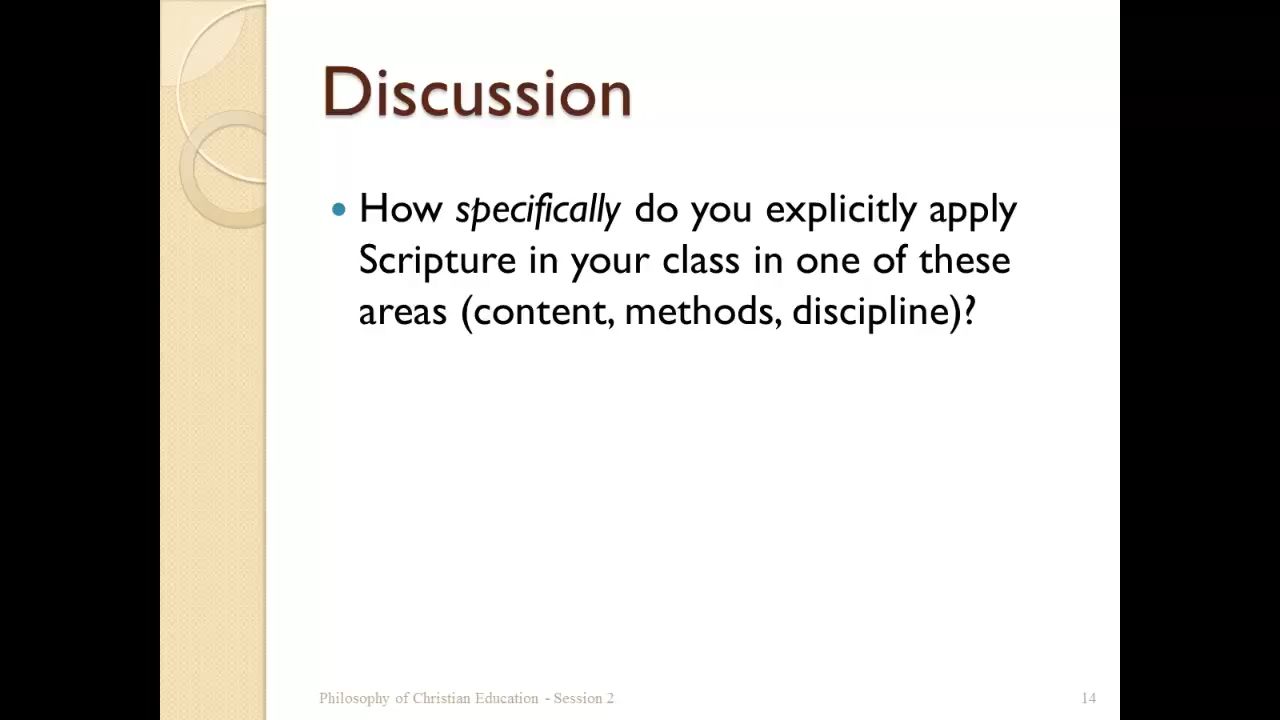 Discussion
• How specifically do you explicitly apply
Scripture in your class in one of these
areas (content, methods, discipline)?
Philosophy of Christian Education - Session 2
14